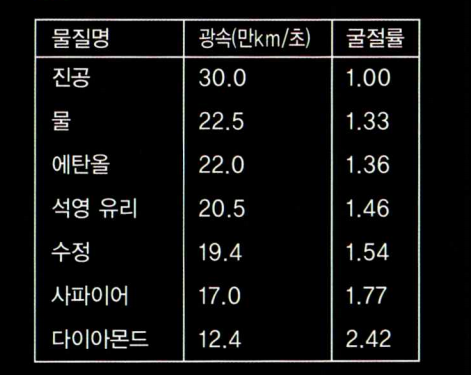 물질명 광속(만km/초) 굴절률
진공 30.0 1.00
물 22.5 1.33
에탄올 22.0 1.36
석영 유리 20.5 1.46
수정 19.4 1.54
사파이어 17.0 1.77
다이아몬드 12.4 2.42